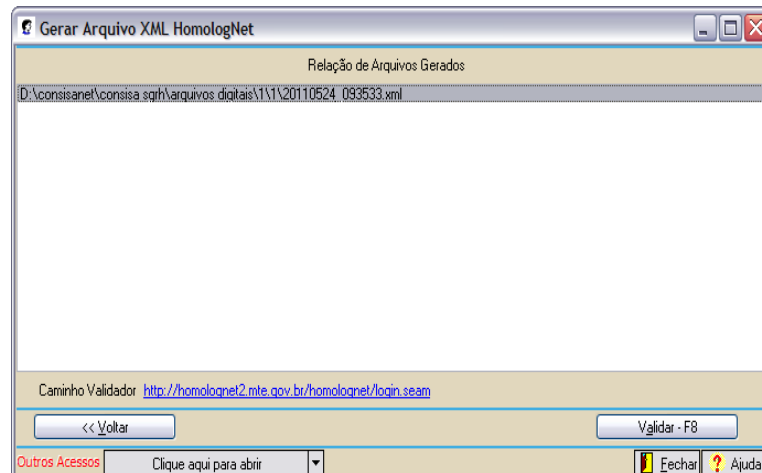 Gerar Arquivo XML HomologNet
Relação de Arquivos Gerados
D:\consisanet\consisa sgrh\arquivos digitais\1\1\20110524_093533.xml
Caminho Validador http://homolognet2.mte.gov.br/homolognet/login.seam
<< Voltar Validar - F8
Outros Acessos Clique aqui para abrir Fechar ? Ajuda